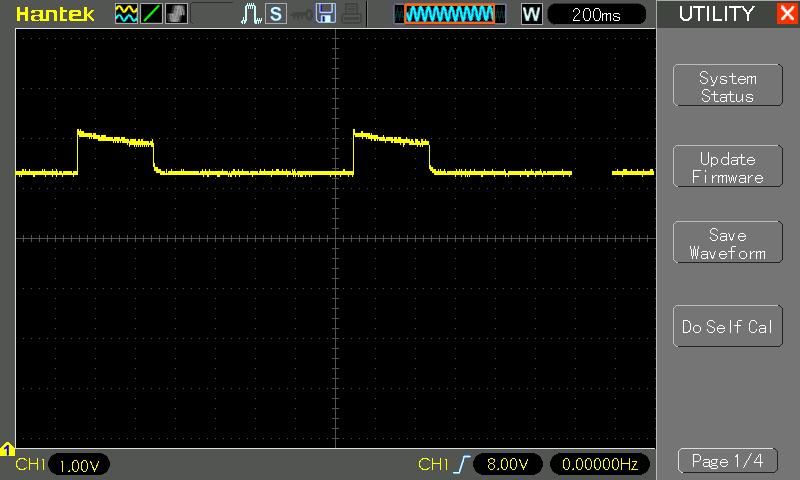 Hantek
S
W
200ms
UTILITY
System
Status
Update
Firmware
Save
Waveform
Do Self Cal
1
CH1 1.00V
CH1 8.00V
0.00000Hz
Page 1/4